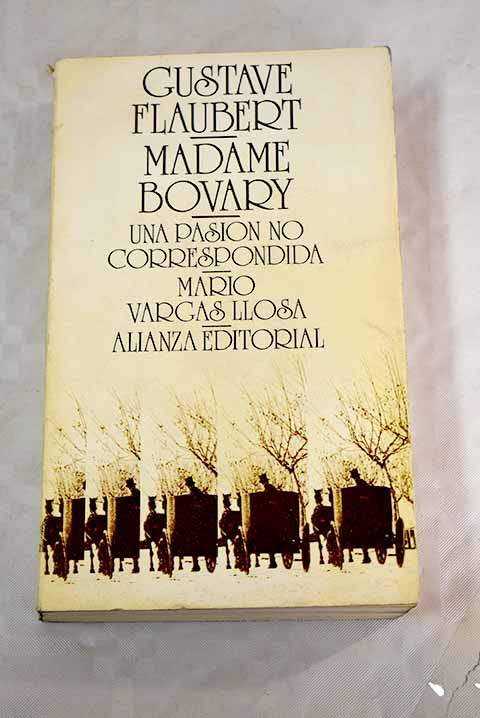 GUSTAVE
FLAUBERT
MADAME
BOVARY
UNA PASION NO
CORRESPONDIDA
MARIO
VARGAS LLOSA
ALIANZA EDITORIAL